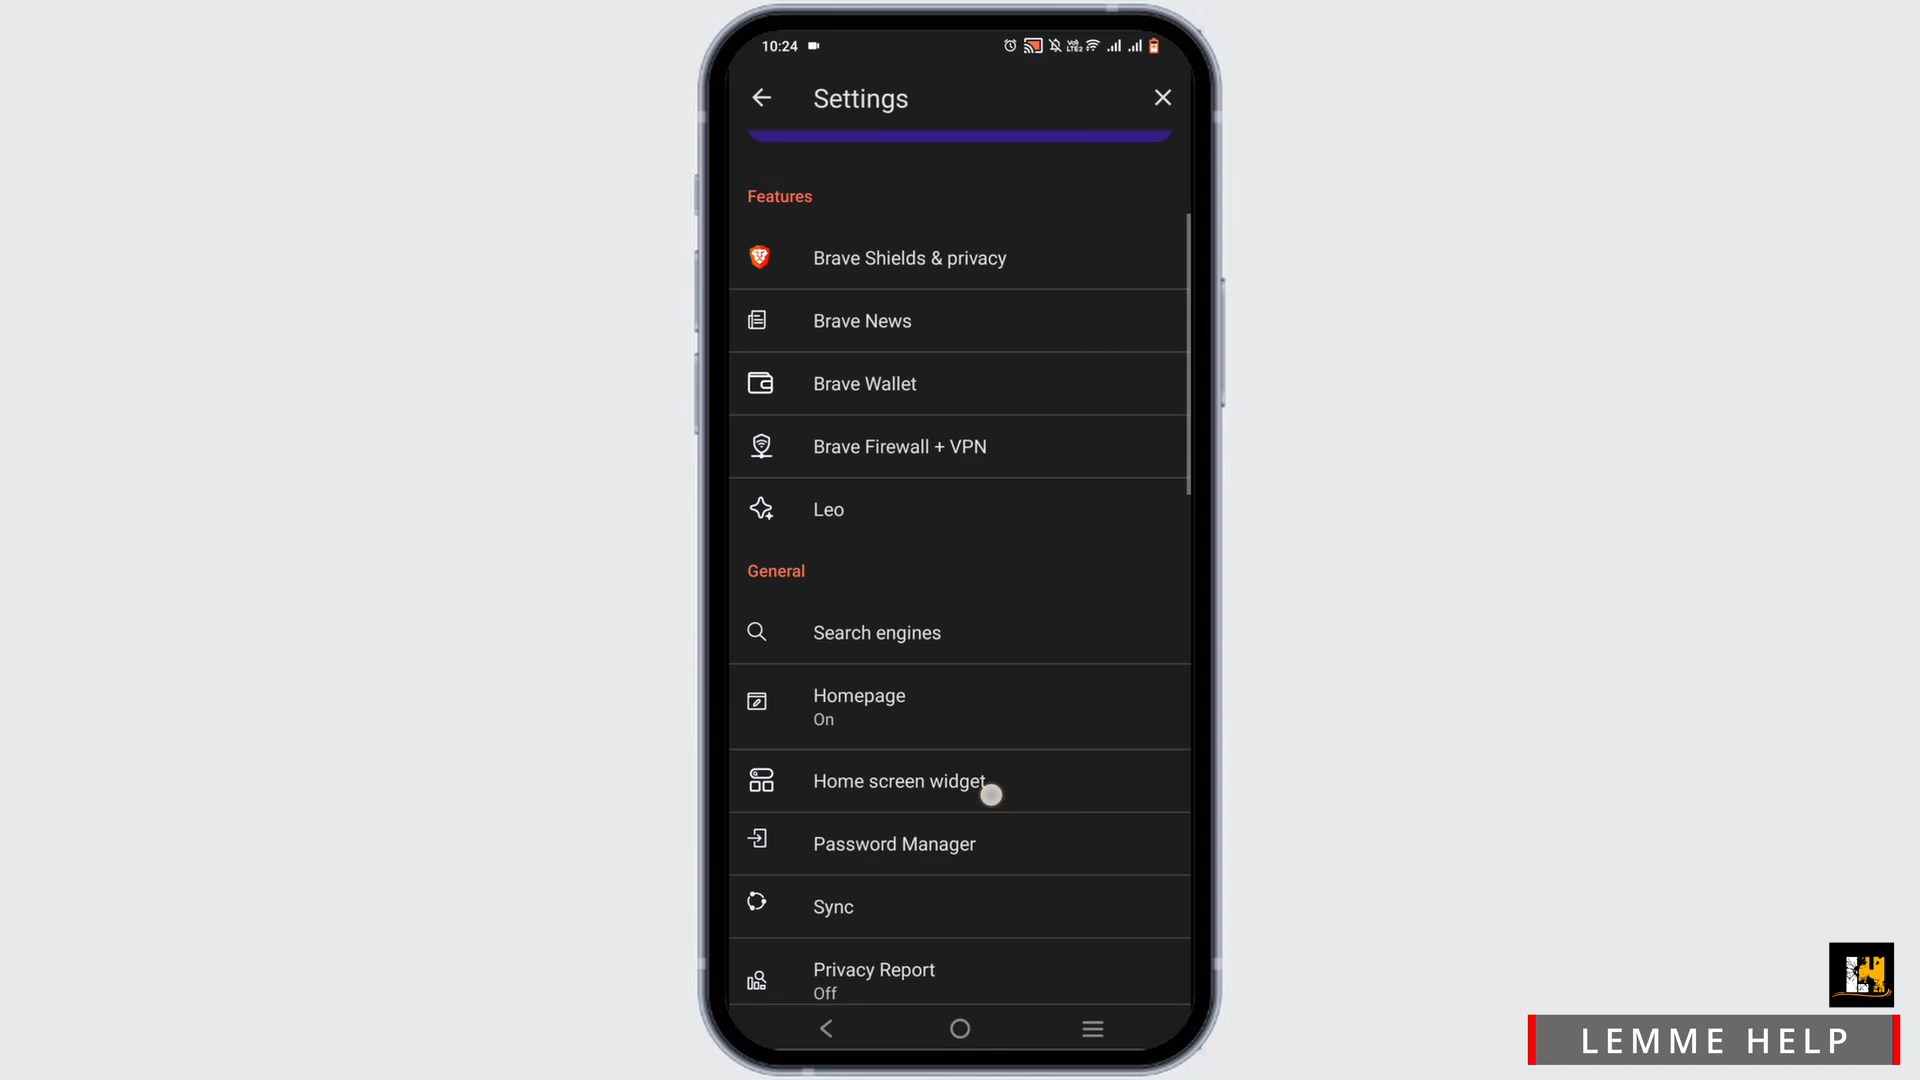 10:24
Settings
Features
Brave Shields & privacy
Brave News
Brave Wallet
Brave Firewall + VPN
Leo
General
Search engines
Homepage
On
Home screen widget
Password Manager
Sync
Privacy Report
Off
LEMME HELP